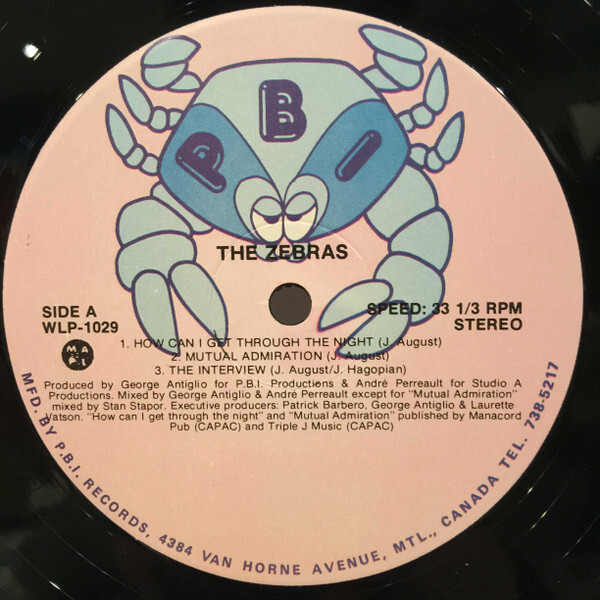 P B I
THE ZEBRAS
SIDE A
WLP-1029
SPEED: 33 1/3 RPM
STEREO
1. HOW CAN I GET THROUGH THE NIGHT (J. August)
2. MUTUAL ADMIRATION (J. August)
3. THE INTERVIEW (J. August/J. Hagopian)
Produced by George Antiglio for P.B.I. Productions & André Perreault for Studio A
Productions. Mixed by George Antiglio & André Perreault except for "Mutual Admiration"
mixed by Stan Stapor. Executive producers: Patrick Barbero, George Antiglio & Laurette
Vatson. "How can I get through the night" and "Mutual Admiration" published by Manacord
Pub (CAPAC) and Triple J Music (CAPAC)
MFD. BY P.B.I. RECORDS, 4384 VAN HORNE AVENUE, MTL., CANADA TEL. 738-5217